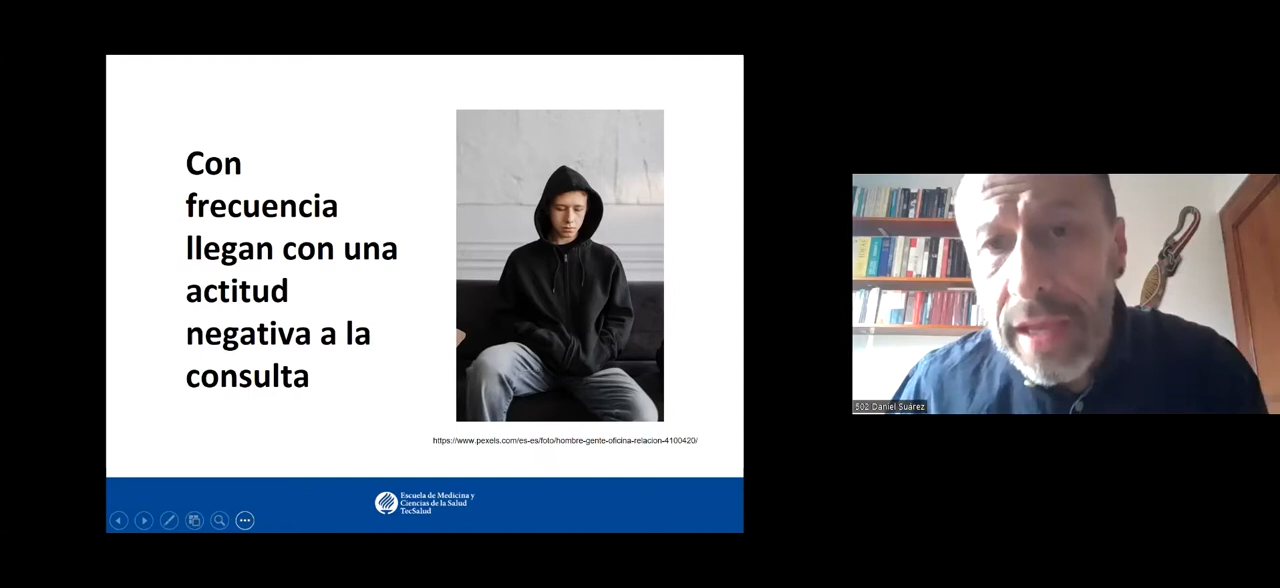 Con
frecuencia
llegan con una
actitud
negativa a la
consulta
https://www.pexels.com/es-es/foto/hombre-gente-oficina-relacion-4100420/
Escuela de Medicina y
Ciencias de la Salud
TecSalud
502 Daniel Suárez